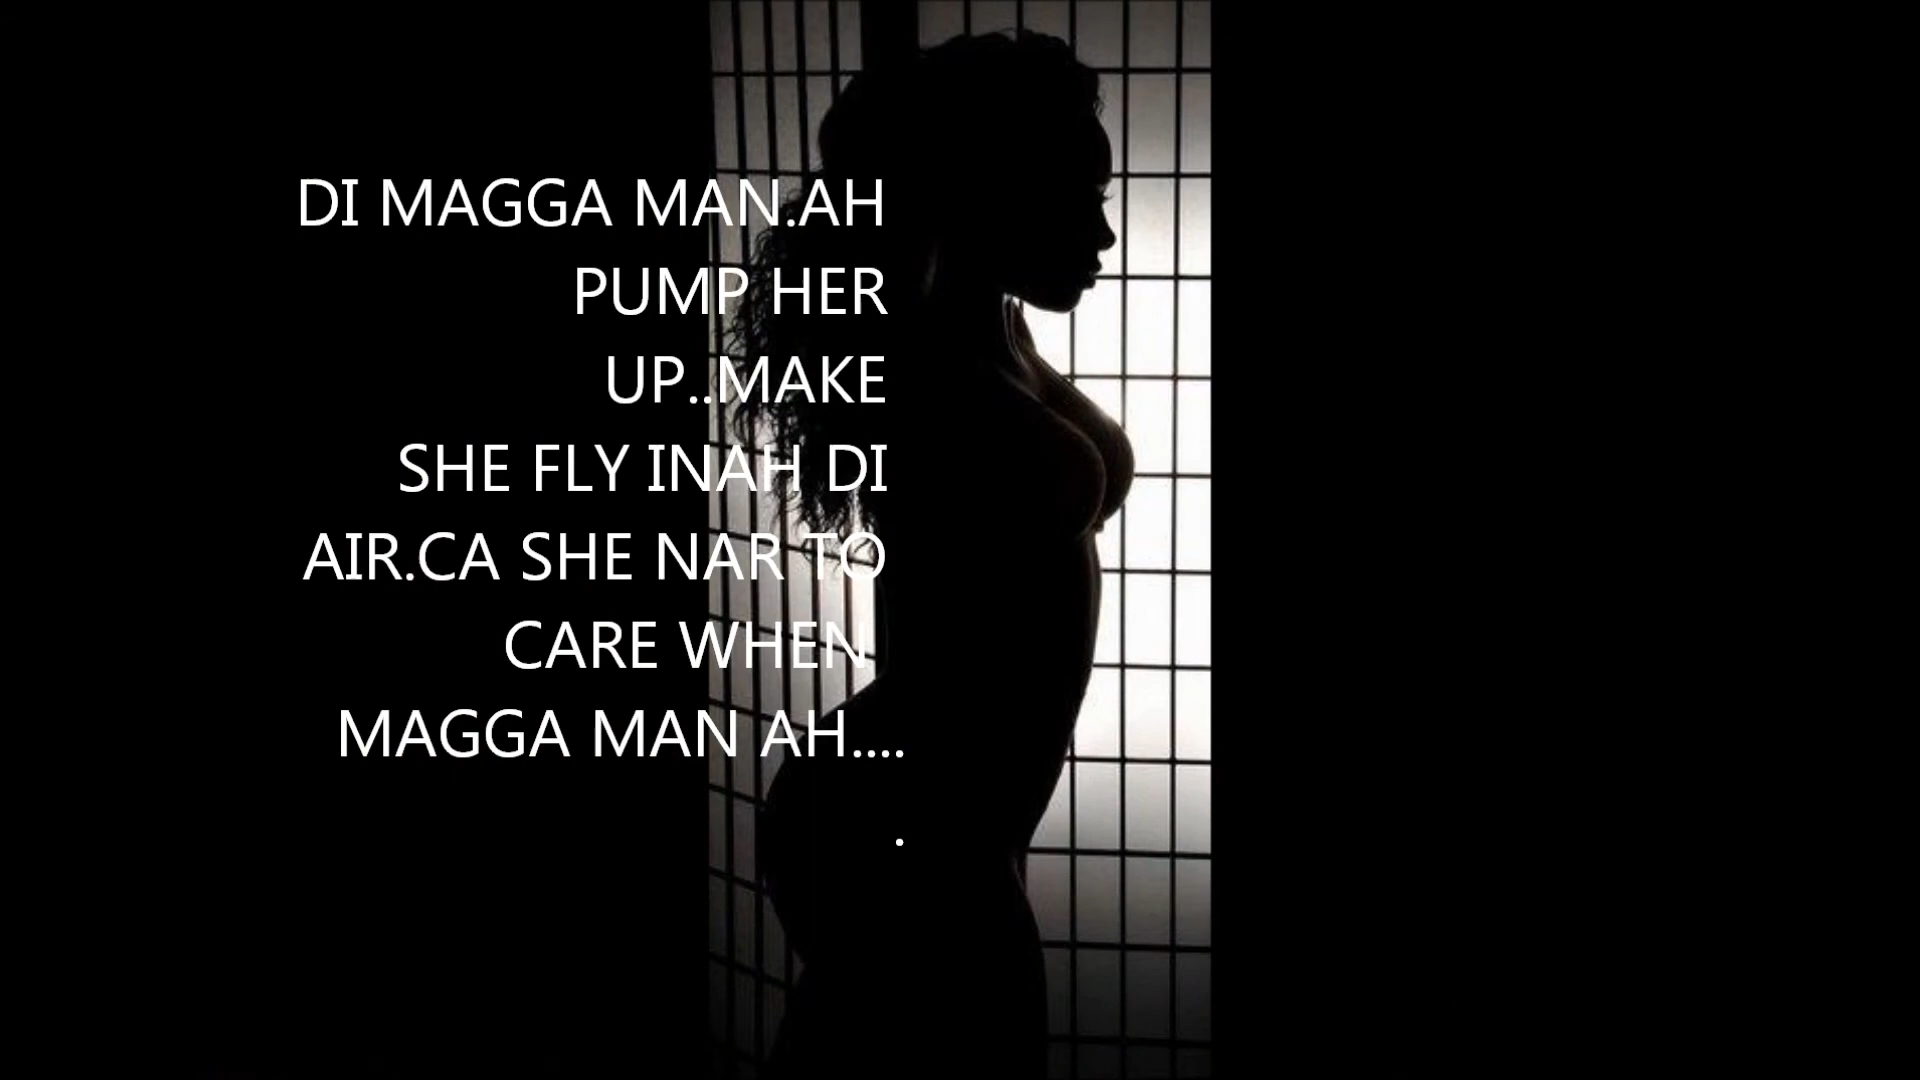 DI MAGGA MAN.AH
PUMP HER
UP..MAKE
SHE FLY INAH DI
AIR.CA SHE NAR TO
CARE WHEN
MAGGA MAN AH....
.